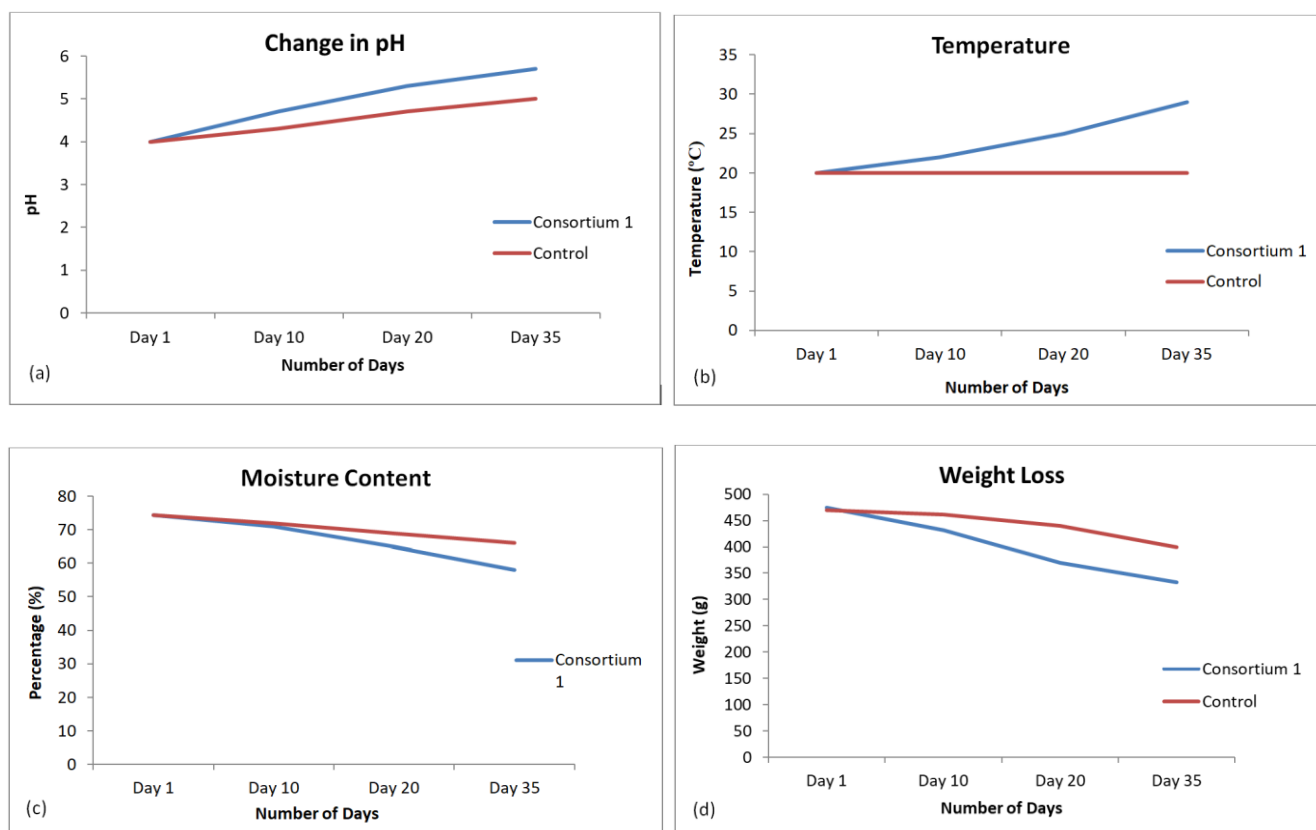 Change in pH
6
5
4
3
2
1
0
pH
Consortium 1
Control
Day 1 Day 10 Day 20 Day 35
Number of Days
(a)
Temperature
35
30
25
20
15
10
5
0
Temperature (°C)
Consortium 1
Control
Day 1 Day 10 Day 20 Day 35
Number of Days
(b)
Moisture Content
80
70
60
50
40
30
20
10
0
Percentage (%)
Consortium
1
Day 1 Day 10 Day 20 Day 35
Number of Days
(c)
Weight Loss
500
450
400
350
300
250
200
150
100
50
0
Weight (g)
Consortium 1
Control
Day 1 Day 10 Day 20 Day 35
Number of Days
(d)